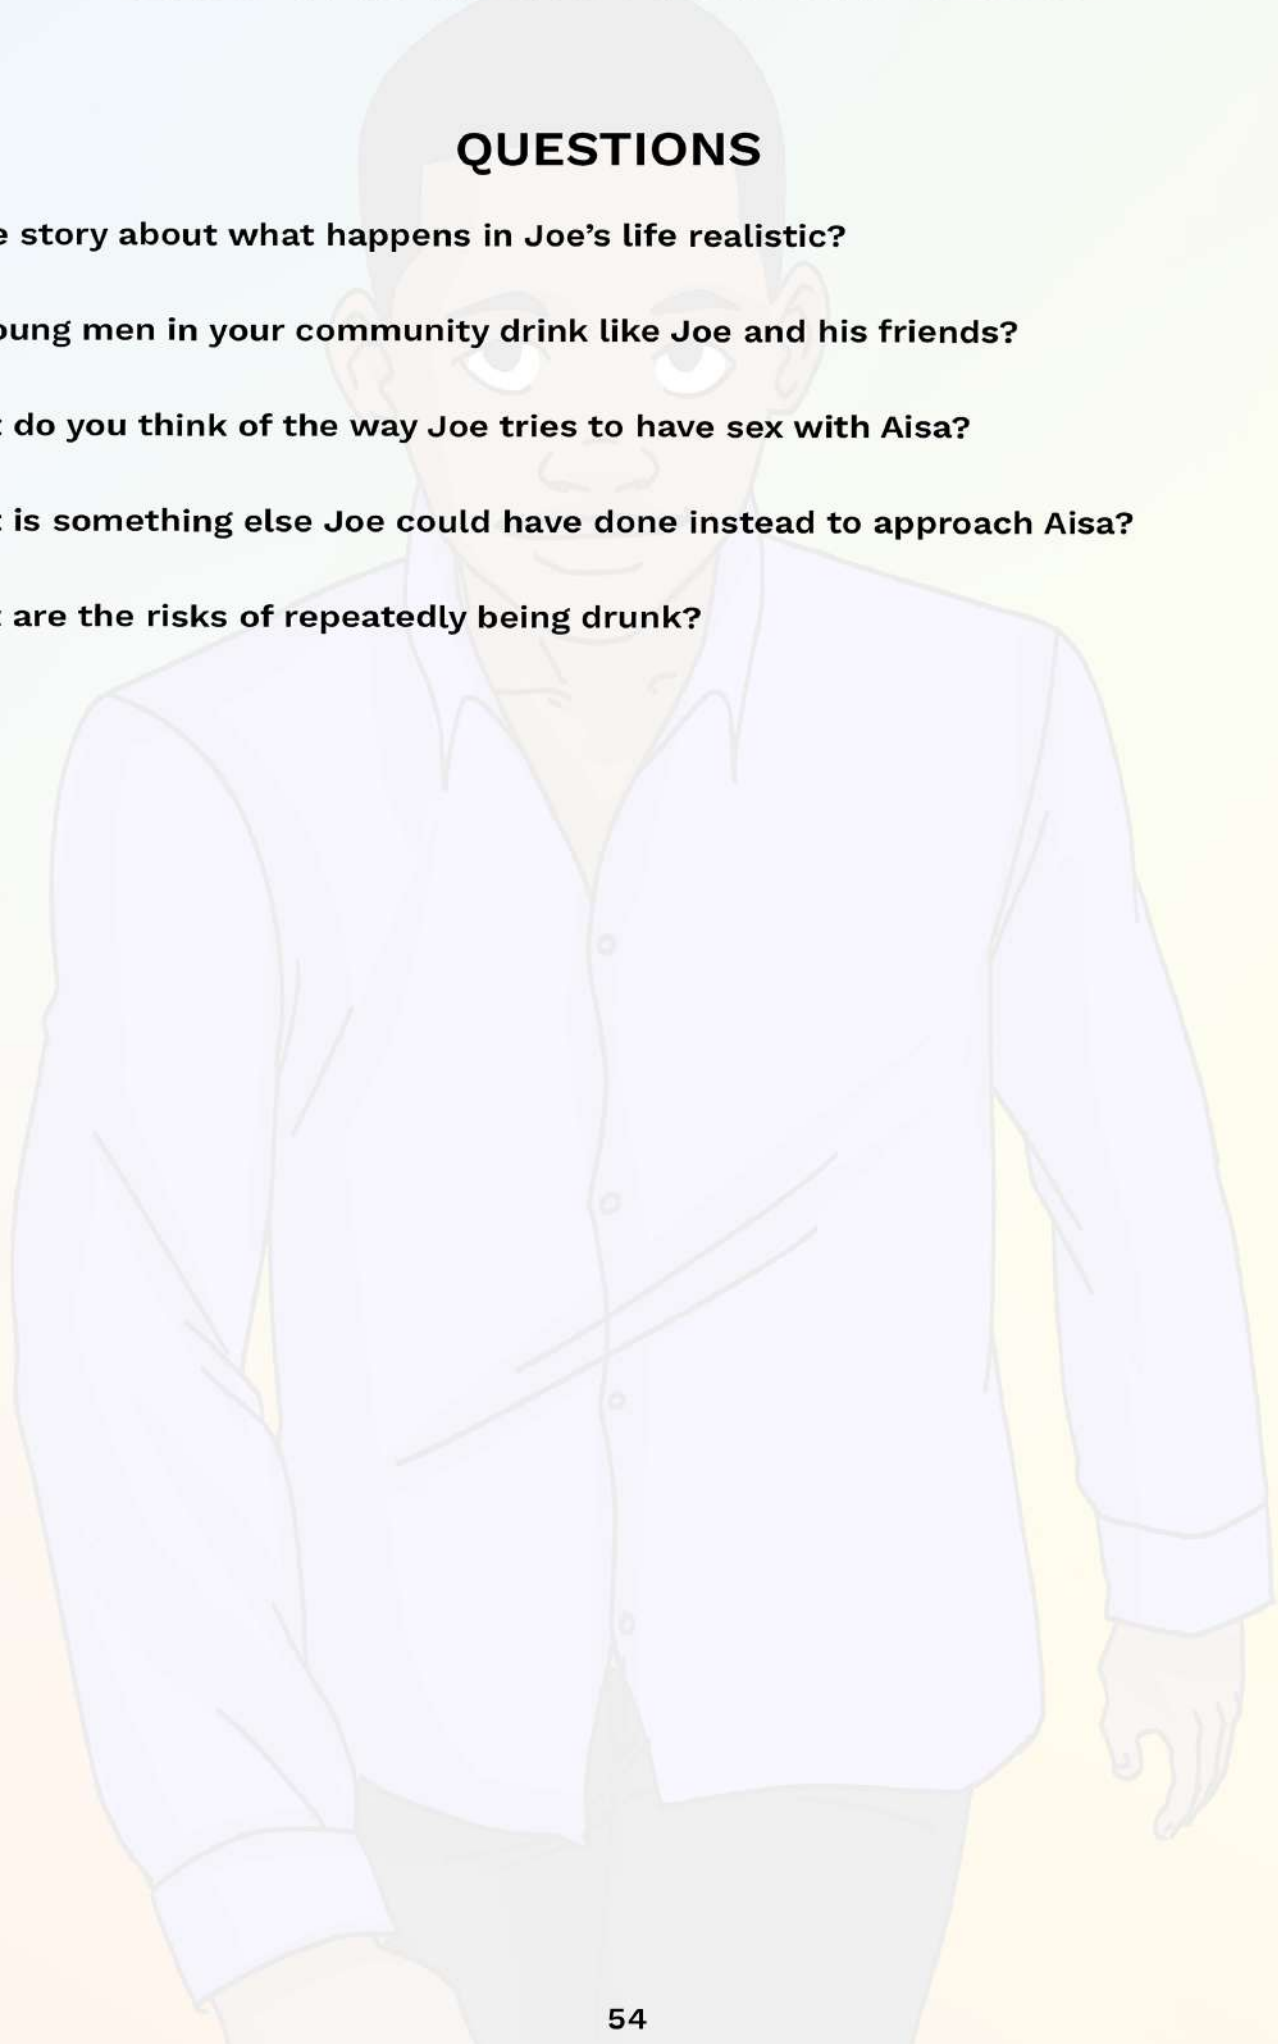 QUESTIONS
story about what happens in Joe's life realistic?
men in your community drink like Joe and his friends?
do you think of the way Joe tries to have sex with Aisa?
is something else Joe could have done instead to approach Aisa?
are the risks of repeatedly being drunk?
54